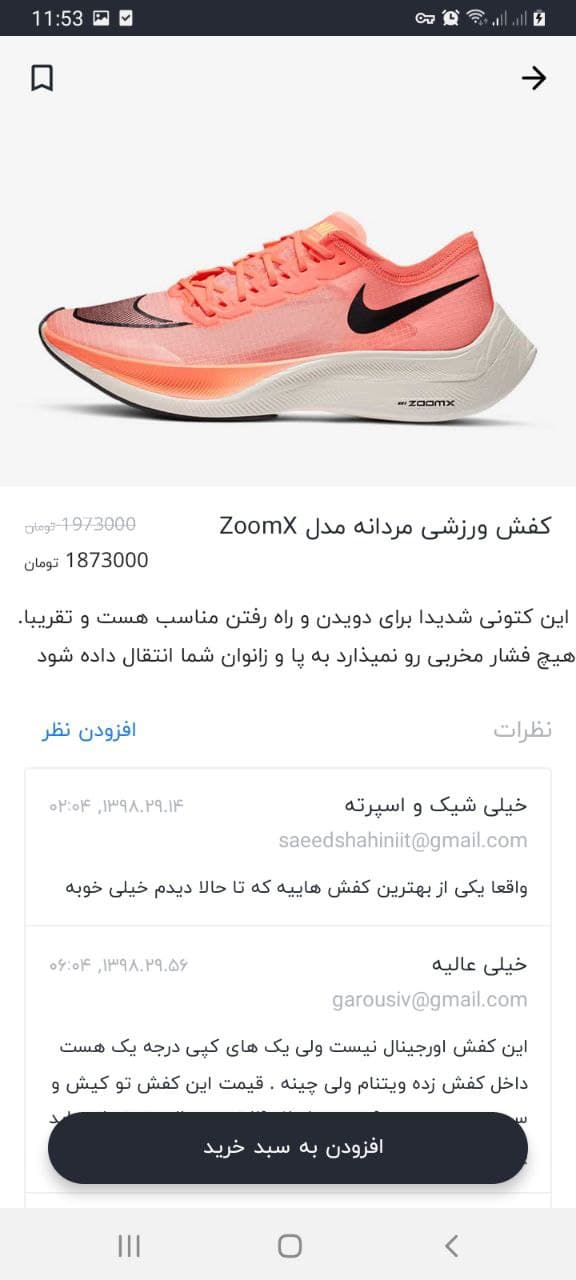 11:53
ZOOMX
کفش ورزشی مردانه مدل ZoomX
1973000 تومان
1873000 تومان
این کتونی شدیدا برای دویدن و راه رفتن مناسب هست و تقریبا.
هیچ فشار مخربی رو نمیذارد به پا و زانوان شما انتقال داده شود
نظرات
افزودن نظر
خیلی شیک و اسپرته
۱۳۹۸.۲۹.۱۴, ۰۲:۰۴
saeedshahiniit@gmail.com
واقعا یکی از بهترین کفش هاییه که تا حالا دیدم خیلی خوبه
خیلی عالیه
۱۳۹۸.۲۹.۵۶, ۰۶:۰۴
garousiv@gmail.com
این کفش اورجینال نیست ولی یک های کپی درجه یک هست
داخل کفش زده ویتنام ولی چینه . قیمت این کفش تو کیش و
افزودن به سبد خرید